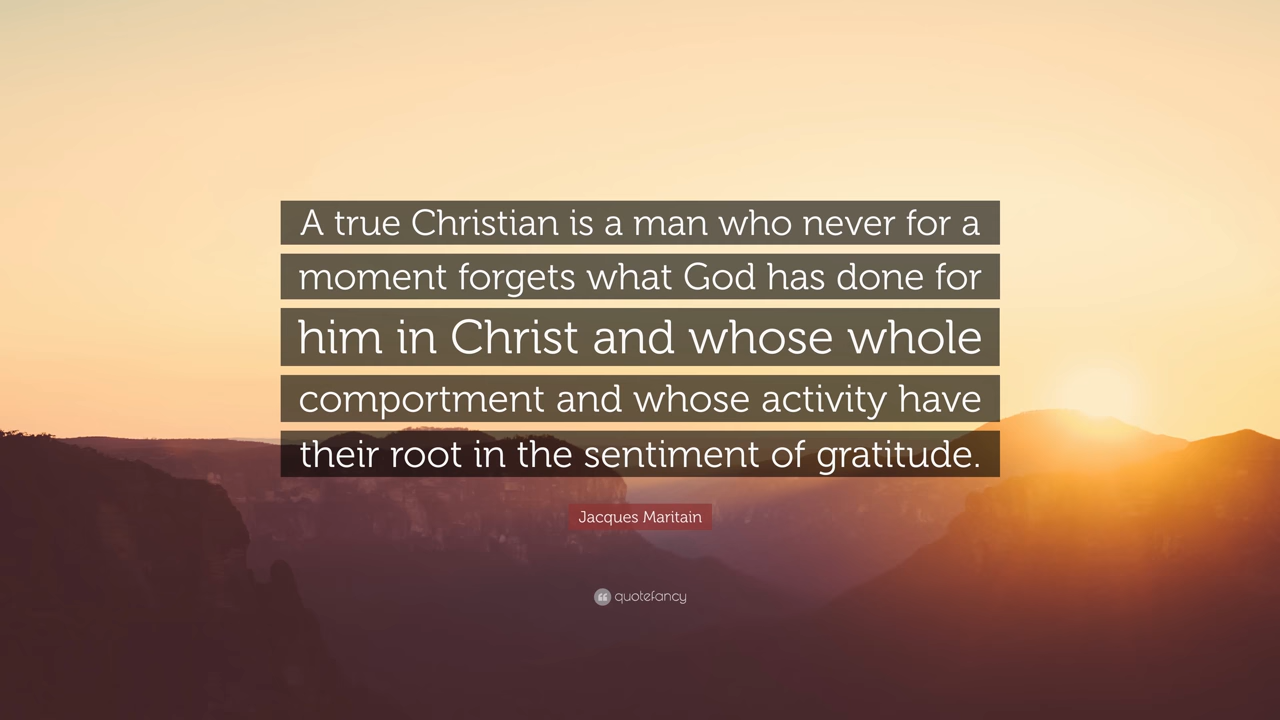 A true Christian is a man who never for a
moment forgets what God has done for
him in Christ and whose whole
comportment and whose activity have
their root in the sentiment of gratitude.
Jacques Maritain
quotefancy